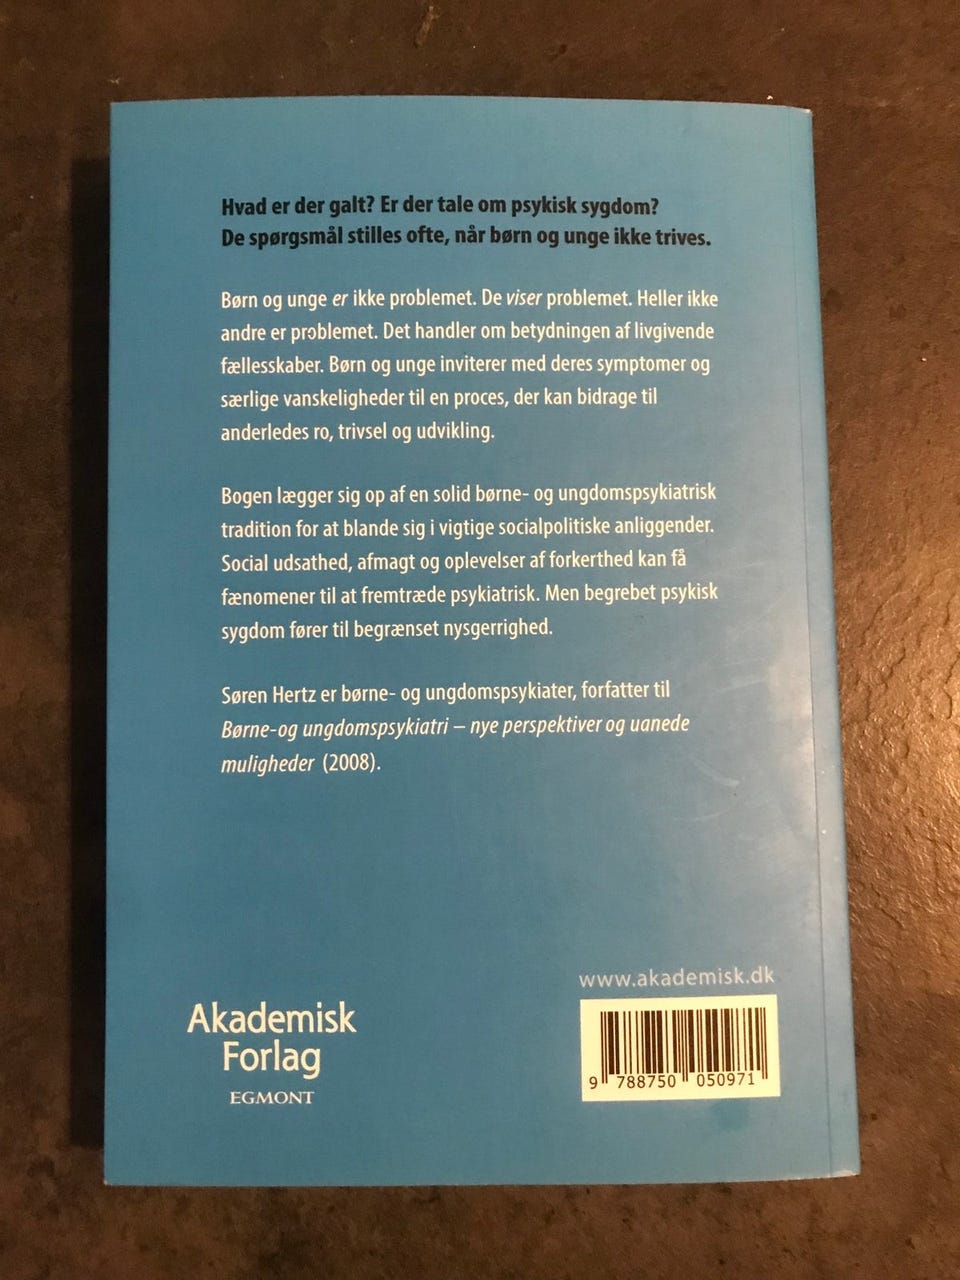 Hvad er der galt? Er der tale om psykisk sygdom?
De spørgsmål stilles ofte, når børn og unge ikke trives.
Børn og unge er ikke problemet. De viser problemet. Heller ikke
andre er problemet. Det handler om betydningen af livgivende
fællesskaber. Børn og unge inviterer med deres symptomer og
særlige vanskeligheder til en proces, der kan bidrage til
anderledes ro, trivsel og udvikling.
Bogen lægger sig op af en solid børne- og ungdomspsykiatrisk
tradition for at blande sig i vigtige socialpolitiske anliggender.
Social udsathed, afmagt og oplevelser af forkerthed kan få
fænomener til at fremtræde psykiatrisk. Men begrebet psykisk
sygdom fører til begrænset nysgerrighed.
Søren Hertz er børne- og ungdomspsykiater, forfatter til
Børne-og ungdomspsykiatri – nye perspektiver og uanede
muligheder (2008).
www.akademisk.dk
Akademisk
Forlag
EGMONT
9 788750 050971